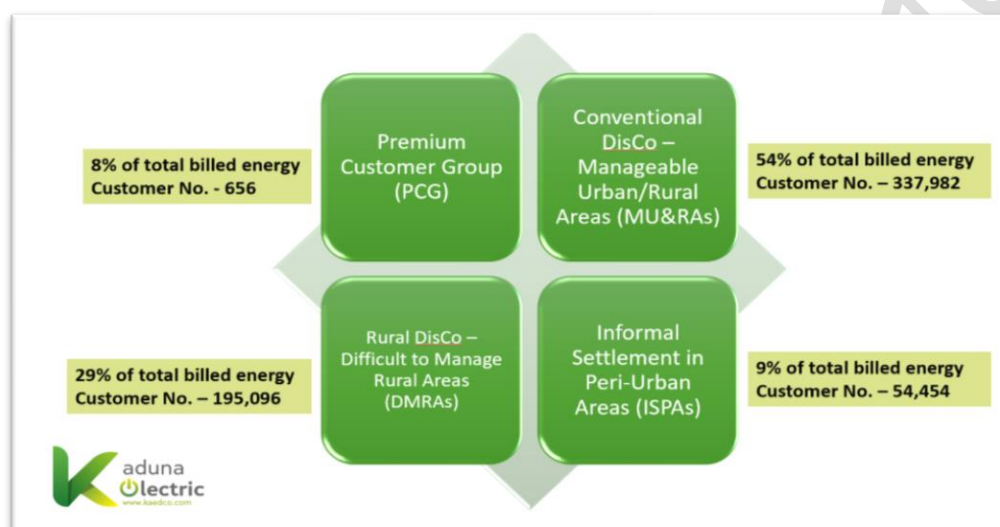 8% of total billed energy
Customer No. - 656
Premium
Customer Group
(PCG)
Conventional
DisCo –
Manageable
Urban/Rural
Areas (MU&RAs)
54% of total billed energy
Customer No. – 337,982
29% of total billed energy
Customer No. – 195,096
Rural DisCo –
Difficult to Manage
Rural Areas
(DMRAs)
Informal
Settlement in
Peri-Urban
Areas (ISPAs)
9% of total billed energy
Customer No. – 54,454
Kaduna
Electric
www.kaedco.com